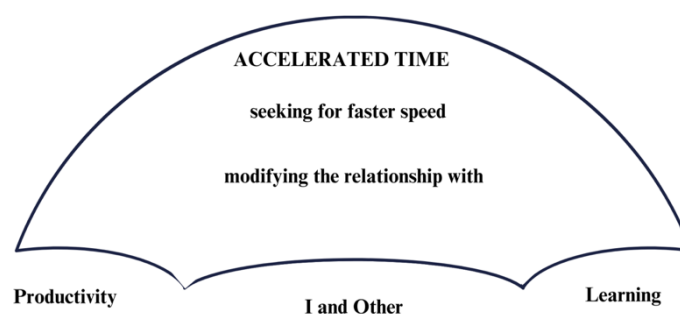 ACCELERATED TIME
seeking for faster speed
modifying the relationship with
Productivity
I and Other
Learning